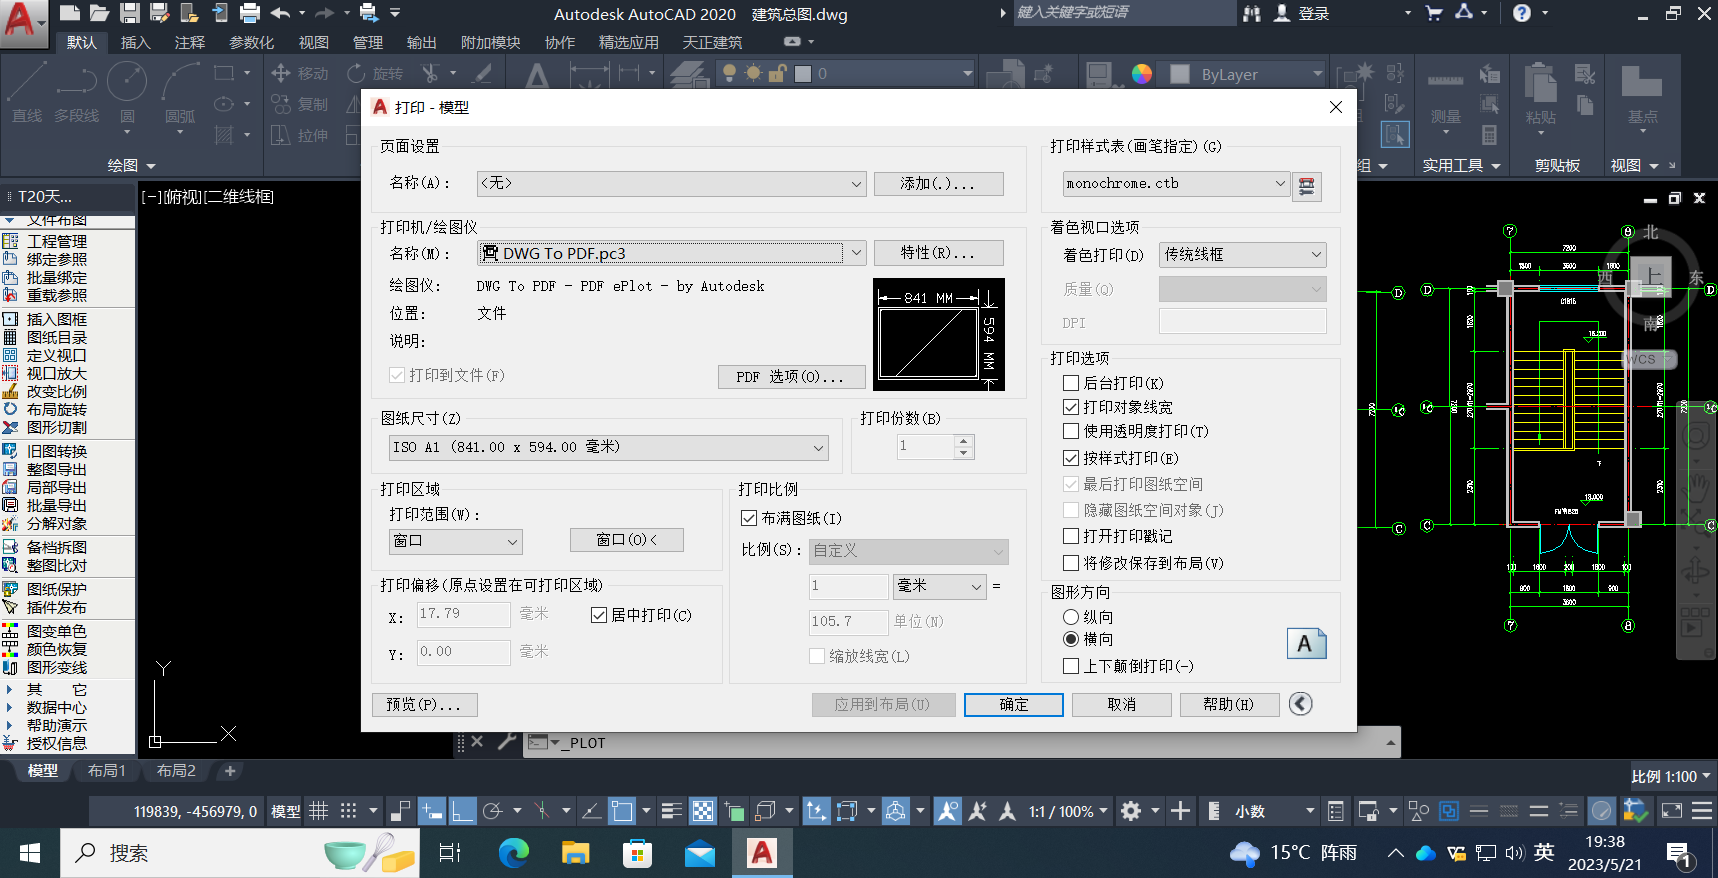 Autodesk AutoCAD 2020 建筑总图.dwg
键入关键字或短语
登录
默认 插入 注释 参数化 视图 管理 输出 附加模块 协作 精选应用 天正建筑
移动 旋转
0
ByLayer
直线 多段线 圆 圆弧
复制
拉伸
测量 粘贴 基点
绘图 组 实用工具 剪贴板 视图
T20天...
[−][俯视][二维线框]
文件布图
工程管理
绑定参照
批量绑定
重载参照
插入图框
图纸目录
定义视口
视口放大
改变比例
布局旋转
图形切割
旧图转换
整图导出
局部导出
批量导出
分解对象
备档拆图
整图比对
图纸保护
插件发布
图变单色
颜色恢复
图形变线
其 它
数据中心
帮助演示
授权信息
打印 - 模型
页面设置
名称(A):
<无>
添加(.)...
打印机/绘图仪
名称(M):
DWG To PDF.pc3
特性(R)...
绘图仪:
DWG To PDF - PDF ePlot - by Autodesk
位置:
文件
说明:
打印到文件(F)
PDF 选项(O)...
841 MM
594 MM
图纸尺寸(Z)
ISO A1 (841.00 x 594.00 毫米)
打印份数(B)
1
打印区域
打印范围(W):
窗口
窗口(O)<
打印比例
布满图纸(I)
比例(S):
自定义
1
毫米
=
105.7
单位(N)
缩放线宽(L)
打印偏移(原点设置在可打印区域)
X:
17.79
毫米
居中打印(C)
Y:
0.00
毫米
打印样式表(画笔指定)(G)
monochrome.ctb
着色视口选项
着色打印(D)
传统线框
质量(Q)
DPI
打印选项
后台打印(K)
打印对象线宽
使用透明度打印(T)
按样式打印(E)
最后打印图纸空间
隐藏图纸空间对象(J)
打开打印戳记
将修改保存到布局(V)
图形方向
纵向
横向
上下颠倒打印(-)
A
预览(P)...
应用到布局(U)
确定
取消
帮助(H)
北
西 上 东
南
WCS
7 8
7200
1800 3600 1800
D D D
C1815
C C C
16.200
18.000
100 1600 300 1800 100
900 1800 900
3600
7 8
Y
X
_PLOT
模型 布局1 布局2 +
比例 1:100
119839, -456979, 0 模型
1:1 / 100%
小数
搜索
15°C 阵雨
英
19:38
2023/5/21
1